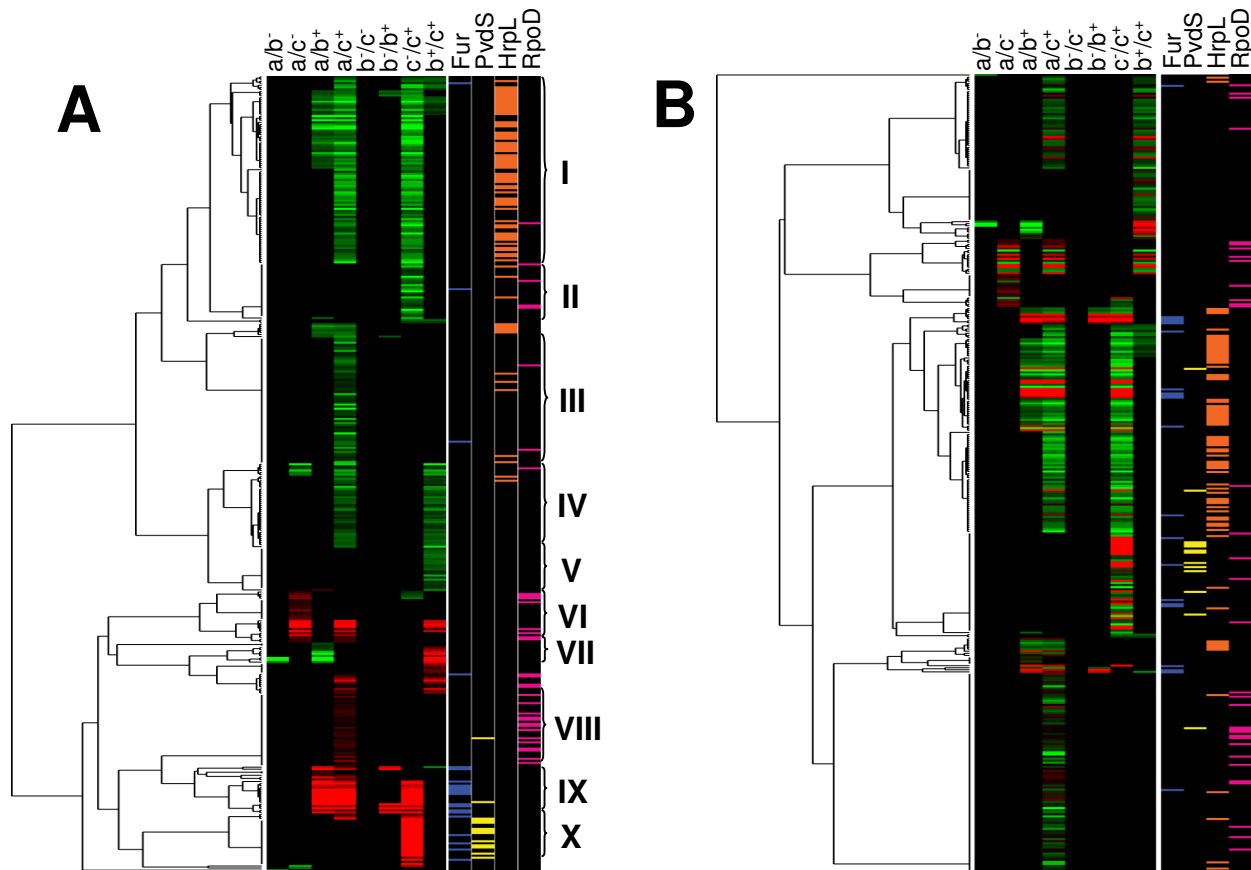 A
a/b⁻ a/c⁻ a/b⁺ a/c⁺ b⁻/c⁻ b⁻/b⁺ c⁻/c⁺ b⁺/c⁺ Fur PvdS HrpL RpoD
I
II
III
IV
V
VI
VII
VIII
IX
X
B
a/b⁻ a/c⁻ a/b⁺ a/c⁺ b⁻/c⁻ b⁻/b⁺ c⁻/c⁺ b⁺/c⁺ Fur PvdS HrpL RpoD